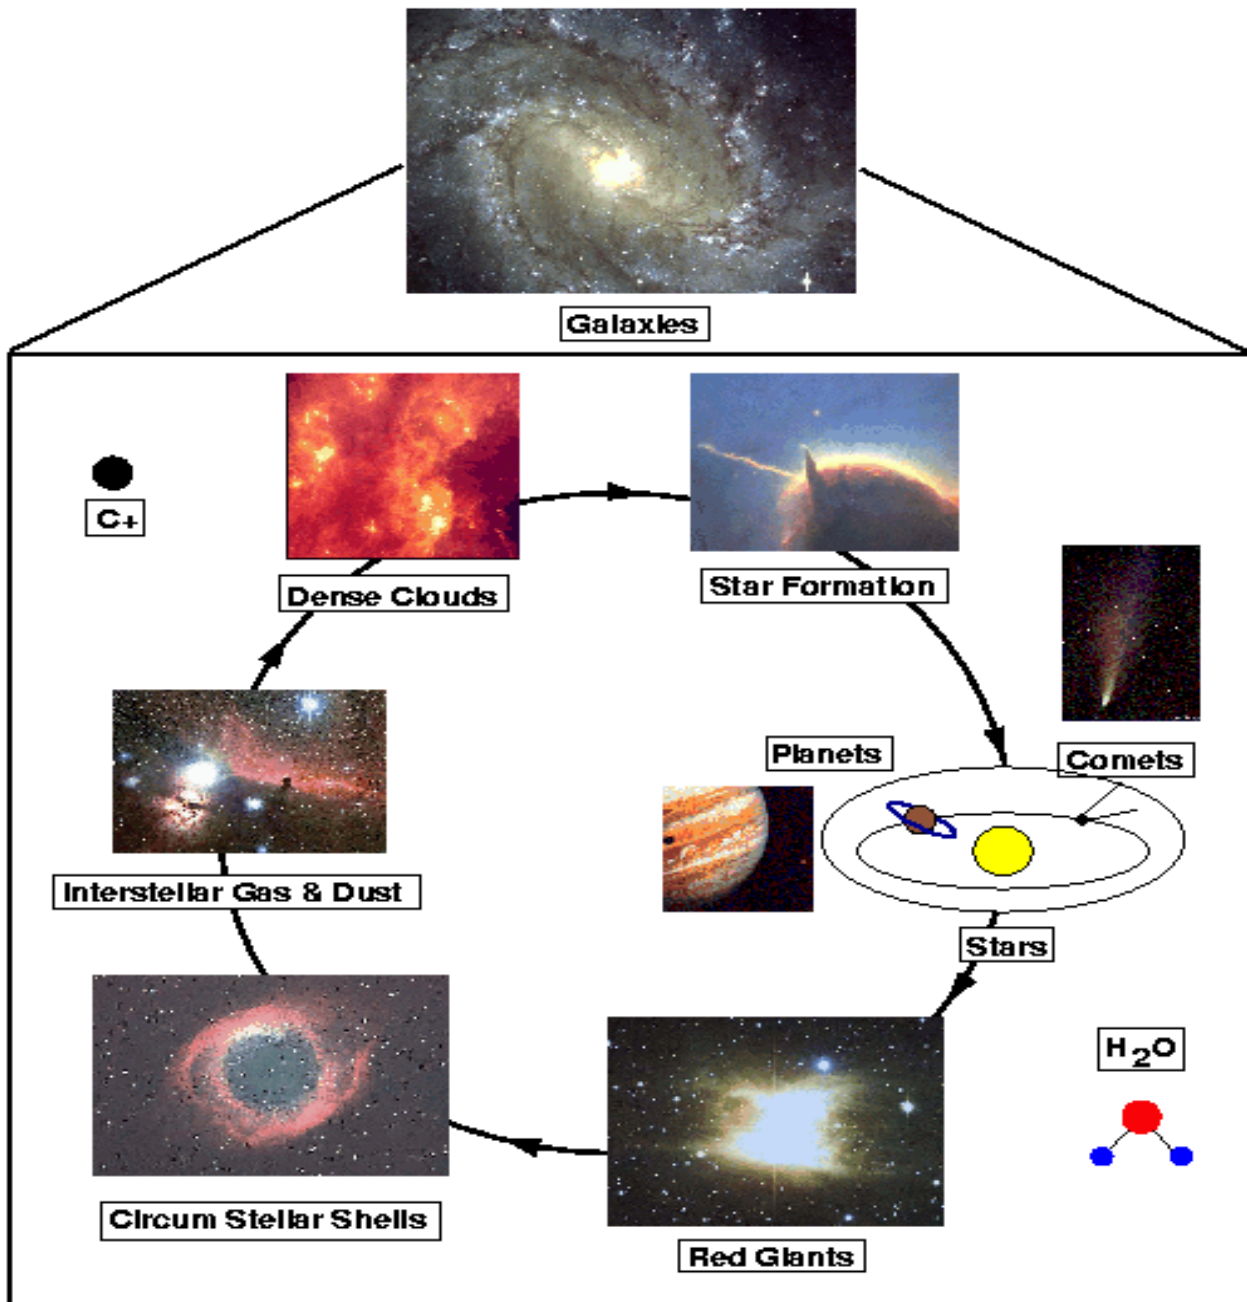 Galaxies
C+
Dense Clouds
Star Formation
Planets
Comets
Interstellar Gas & Dust
Stars
H2O
Circum Stellar Shells
Red Giants